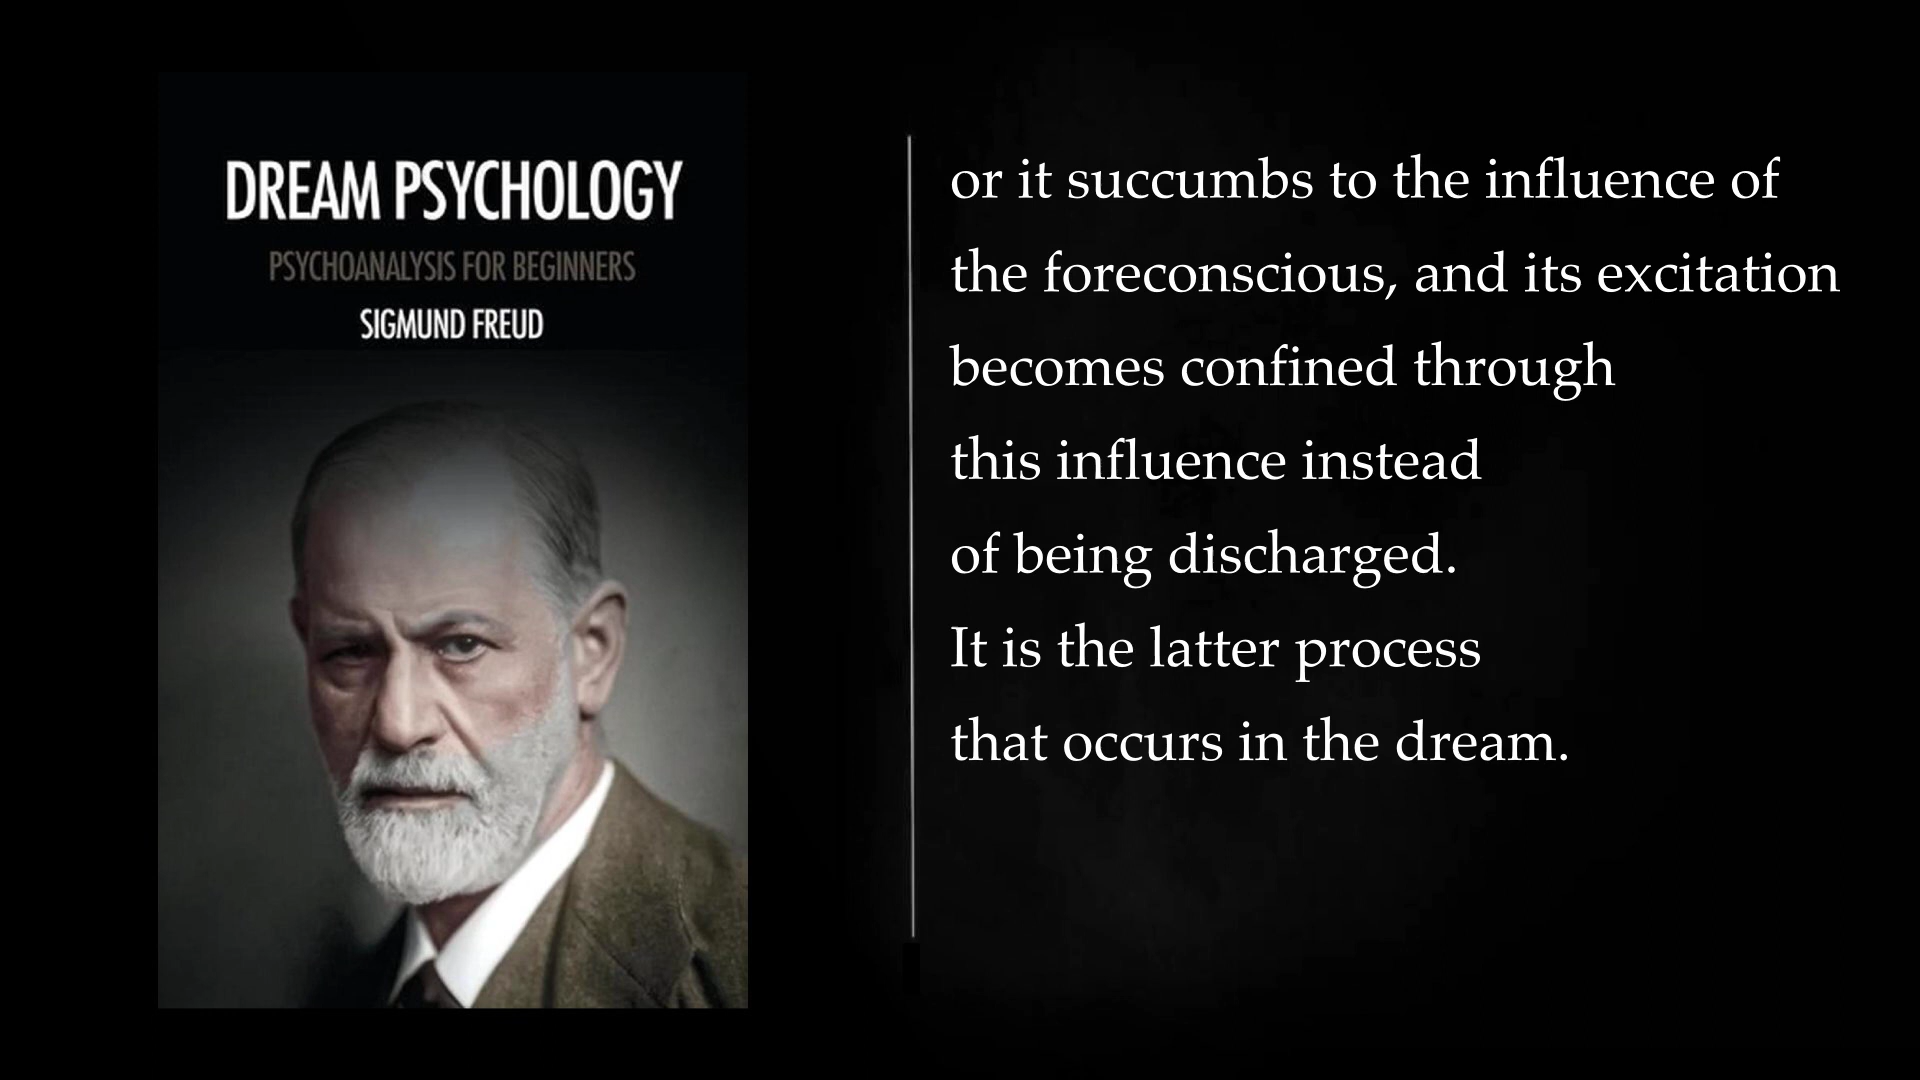 DREAM PSYCHOLOGY
PSYCHOANALYSIS FOR BEGINNERS
SIGMUND FREUD
or it succumbs to the influence of
the foreconscious, and its excitation
becomes confined through
this influence instead
of being discharged.
It is the latter process
that occurs in the dream.